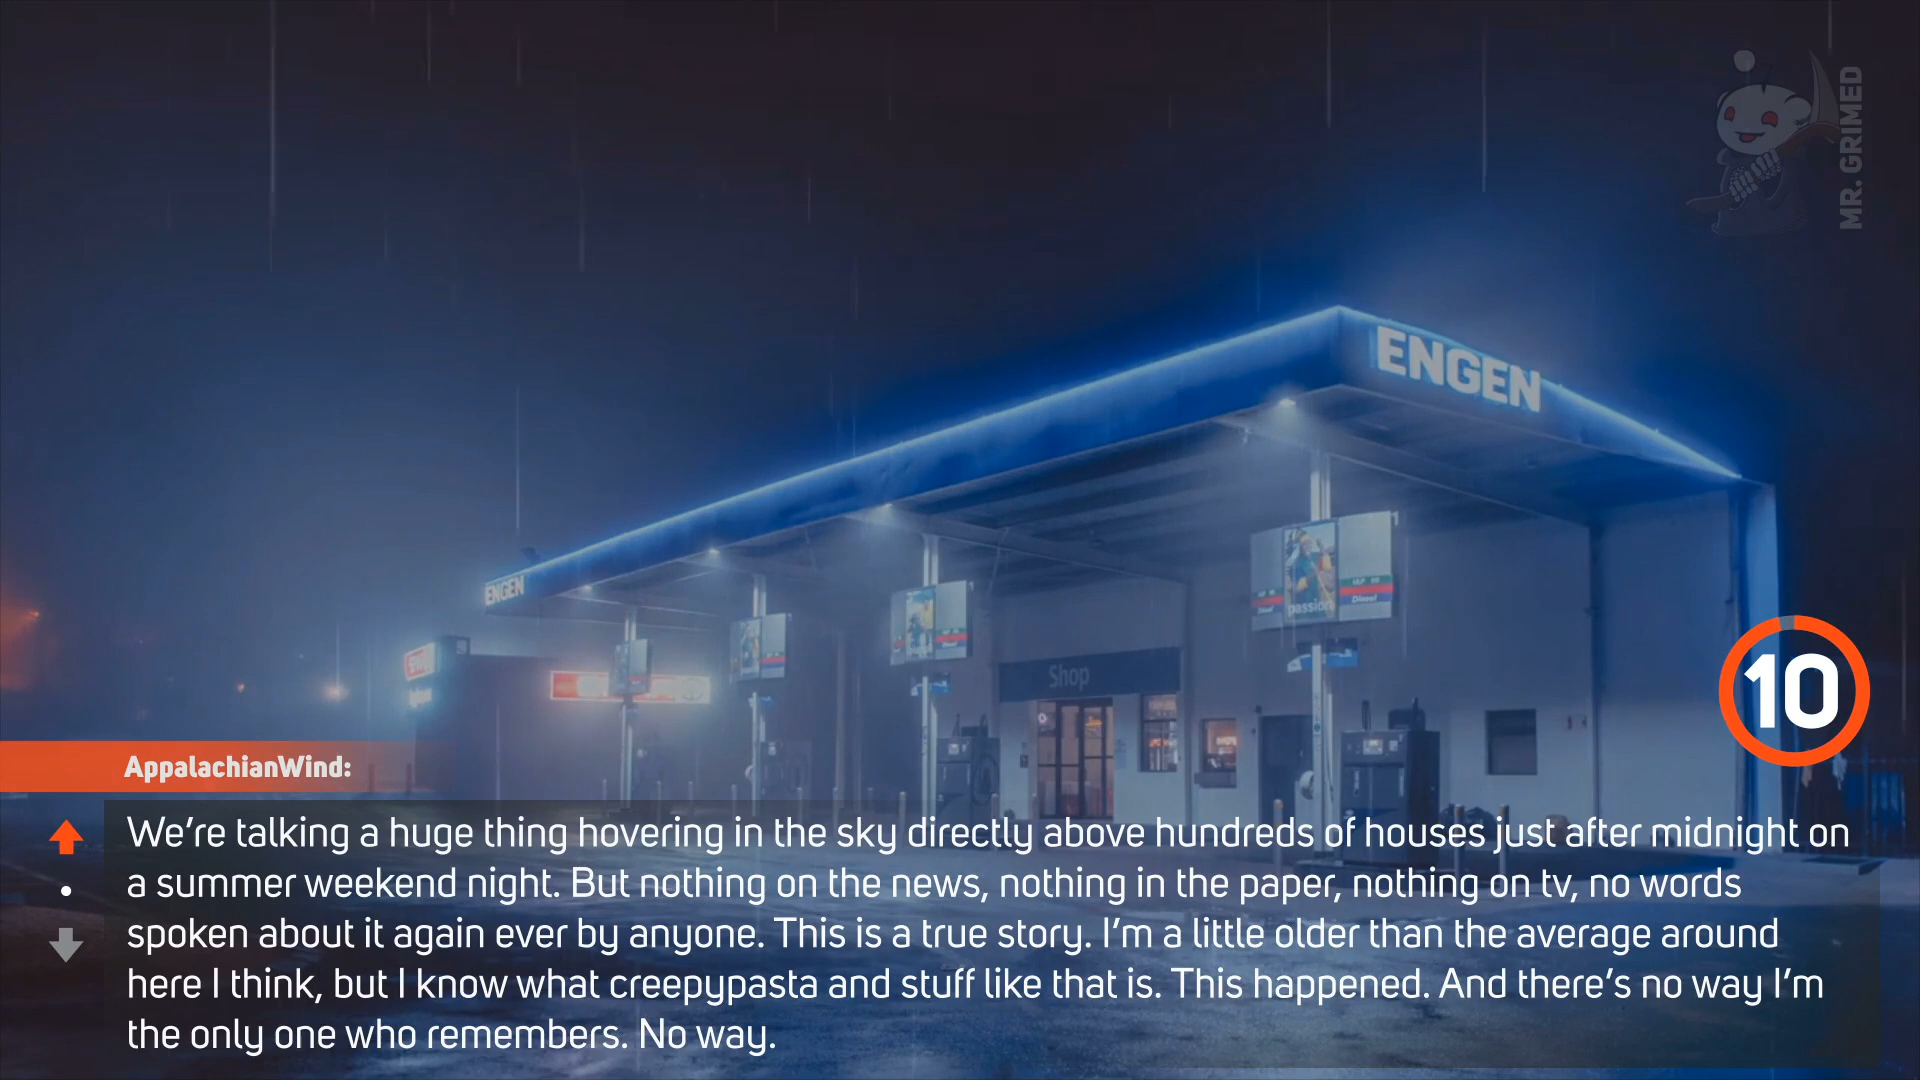 MR. GRIMED
ENGEN
ENGEN
passion
Diesel
Diesel
Shop
10
AppalachianWind:
We're talking a huge thing hovering in the sky directly above hundreds of houses just after midnight on
a summer weekend night. But nothing on the news, nothing in the paper, nothing on tv, no words
spoken about it again ever by anyone. This is a true story. I'm a little older than the average around
here I think, but I know what creepypasta and stuff like that is. This happened. And there's no way I'm
the only one who remembers. No way.